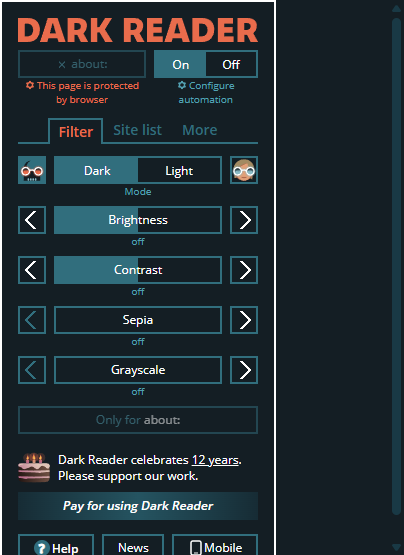 DARK READER
× about:
On Off
This page is protected by browser
Configure automation
Filter Site list More
Dark Light
Mode
Brightness
off
Contrast
off
Sepia
off
Grayscale
off
Only for about:
Dark Reader celebrates 12 years.
Please support our work.
Pay for using Dark Reader
? Help News Mobile